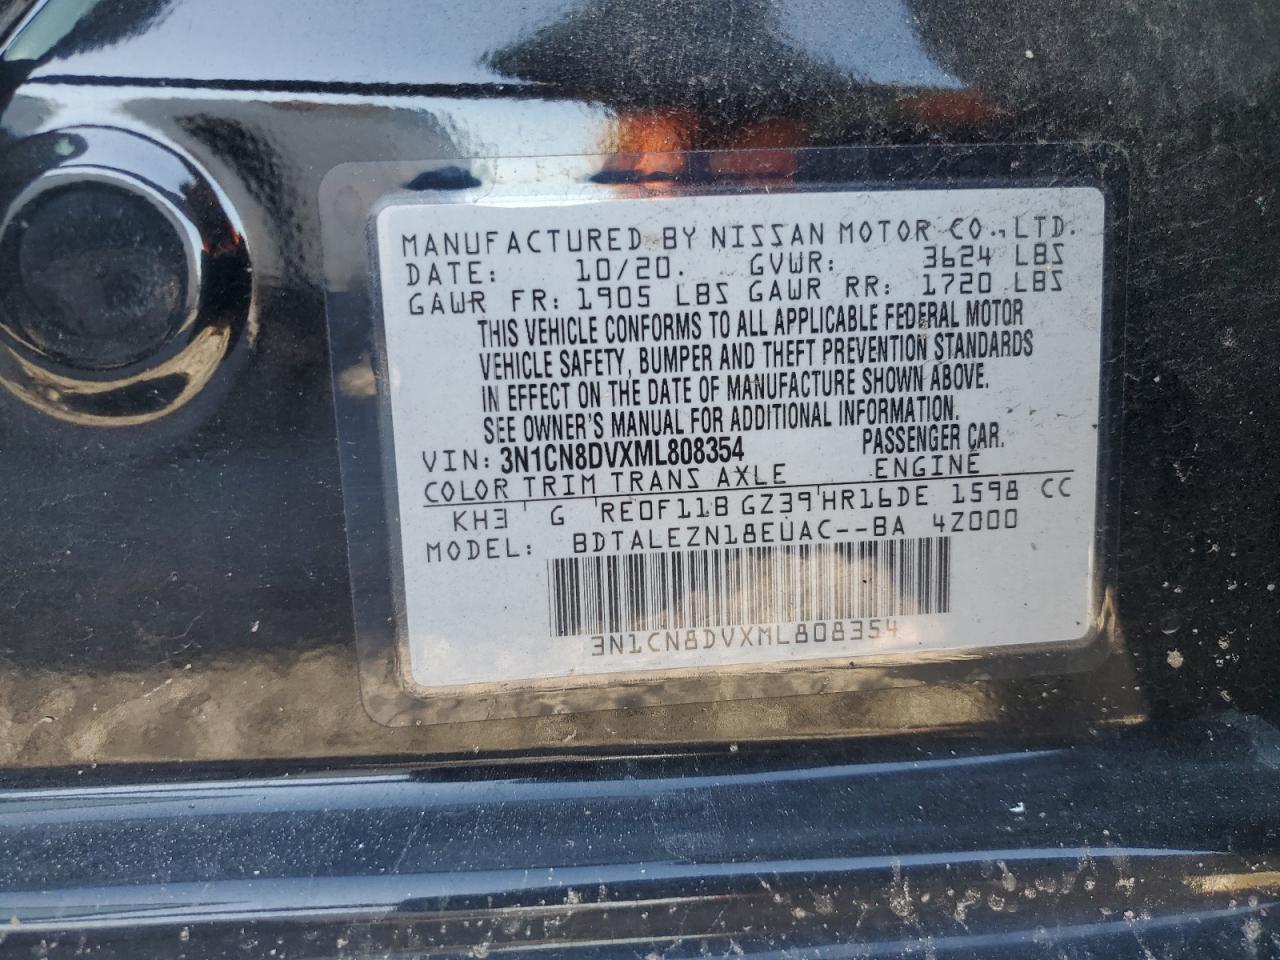 MANUFACTURED BY NISSAN MOTOR CO., LTD.
DATE: 10/20. GVWR: 3624 LBS
GAWR FR: 1905 LBS GAWR RR: 1720 LBS
THIS VEHICLE CONFORMS TO ALL APPLICABLE FEDERAL MOTOR
VEHICLE SAFETY, BUMPER AND THEFT PREVENTION STANDARDS
IN EFFECT ON THE DATE OF MANUFACTURE SHOWN ABOVE.
SEE OWNER'S MANUAL FOR ADDITIONAL INFORMATION.
VIN: 3N1CN8DVXML808354 PASSENGER CAR.
COLOR TRIM TRANS AXLE ENGINE
KH3 G RE0F11B GZ39 HR16DE 1598 CC
MODEL: BDTALEZN18EUAC--BA 4Z000
3N1CN8DVXML808354